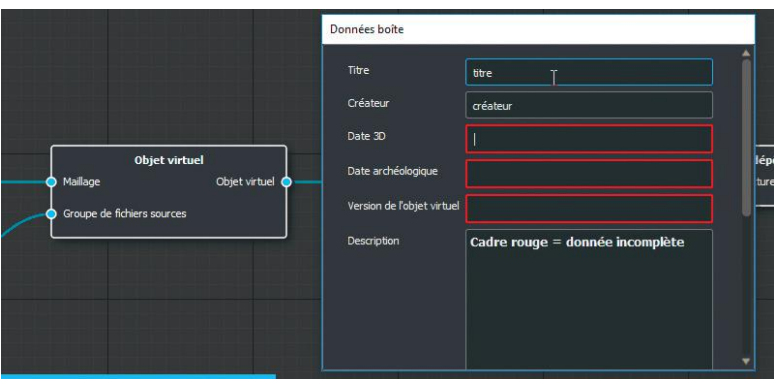 Données boîte
Titre
titre
Créateur
créateur
Date 3D
Date archéologique
Version de l'objet virtuel
Description
Cadre rouge = donnée incomplète
Objet virtuel
Maillage
Objet virtuel
Groupe de fichiers sources